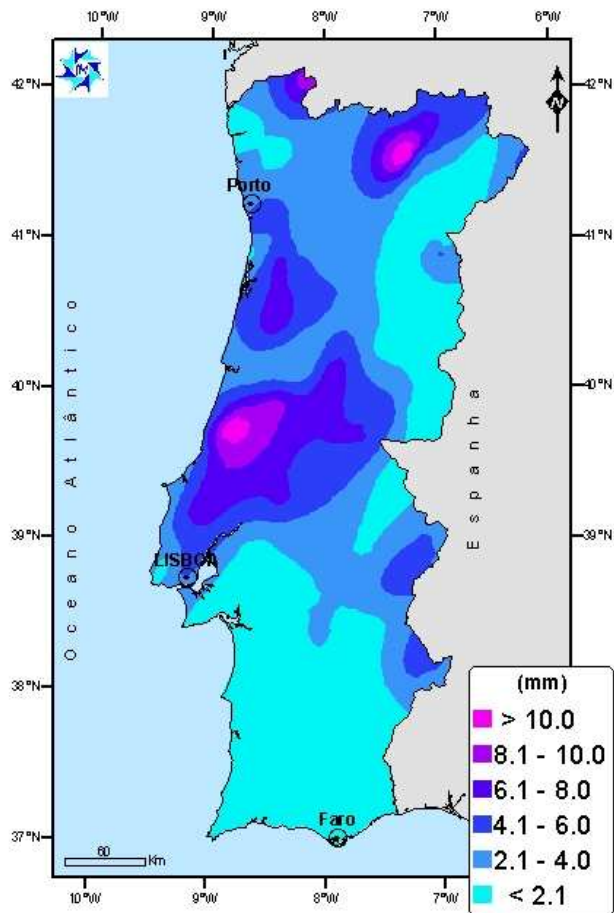 10°W 9°W 8°W 7°W 6°W
42°N 42°N
Porto
41°N 41°N
Oceano Atlântico
40°N 40°N
Espanha
39°N 39°N
LISBOA
38°N 38°N
(mm)
> 10.0
8.1 - 10.0
6.1 - 8.0
4.1 - 6.0
2.1 - 4.0
< 2.1
Faro
37°N
60
Km
10°W 9°W 8°W 7°W
N